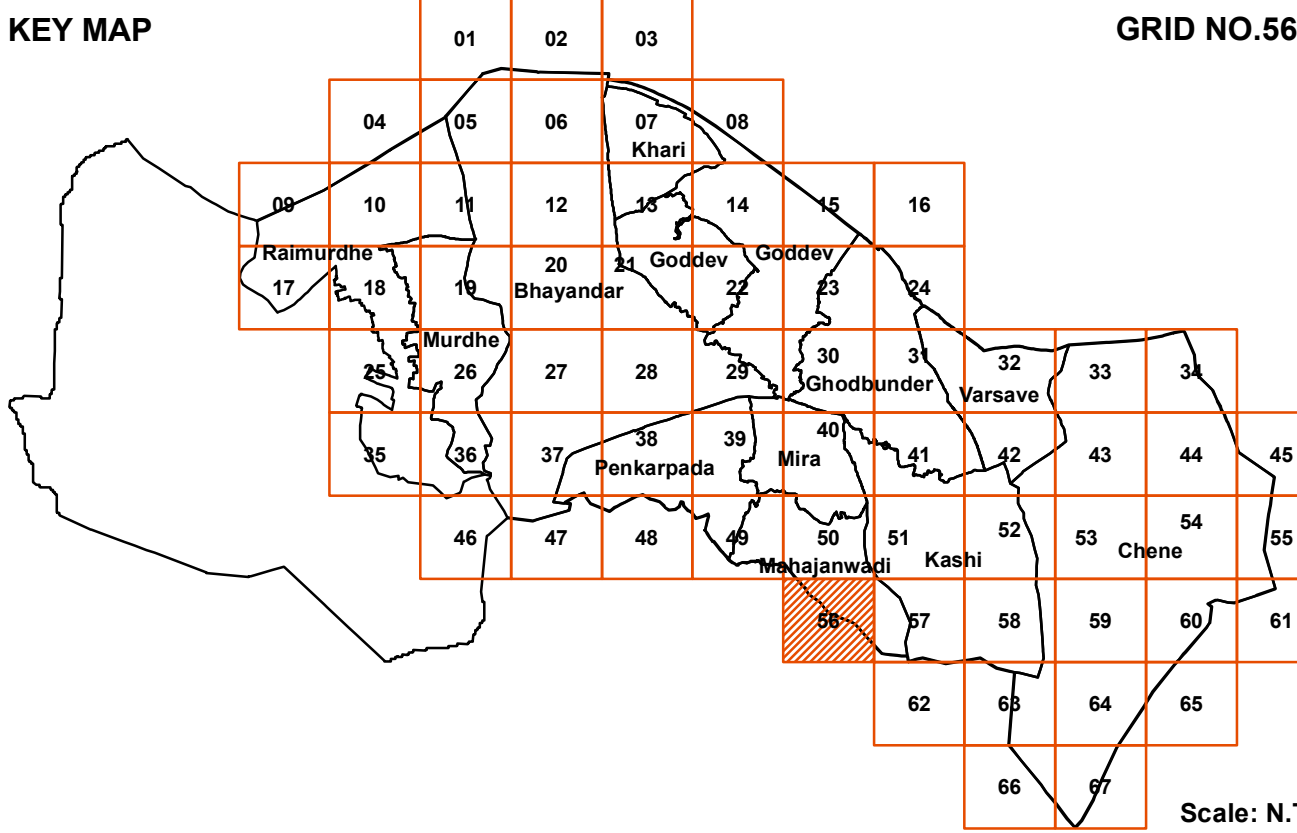 KEY MAP
GRID NO.56
01 02 03
04 05 06 07 08
Khari
09 10 11 12 13 14 15 16
Raimurdhe Goddev Goddev
17 18 19 20 21 22 23 24
Bhayandar
Murdhe
25 26 27 28 29 30 31 32 33 34
Ghodbunder Varsave
35 36 37 38 39 40 41 42 43 44 45
Penkarpada Mira
46 47 48 49 50 51 52 53 54 55
Mahajanwadi Kashi Chene
56 57 58 59 60 61
62 63 64 65
66 67
Scale: N.